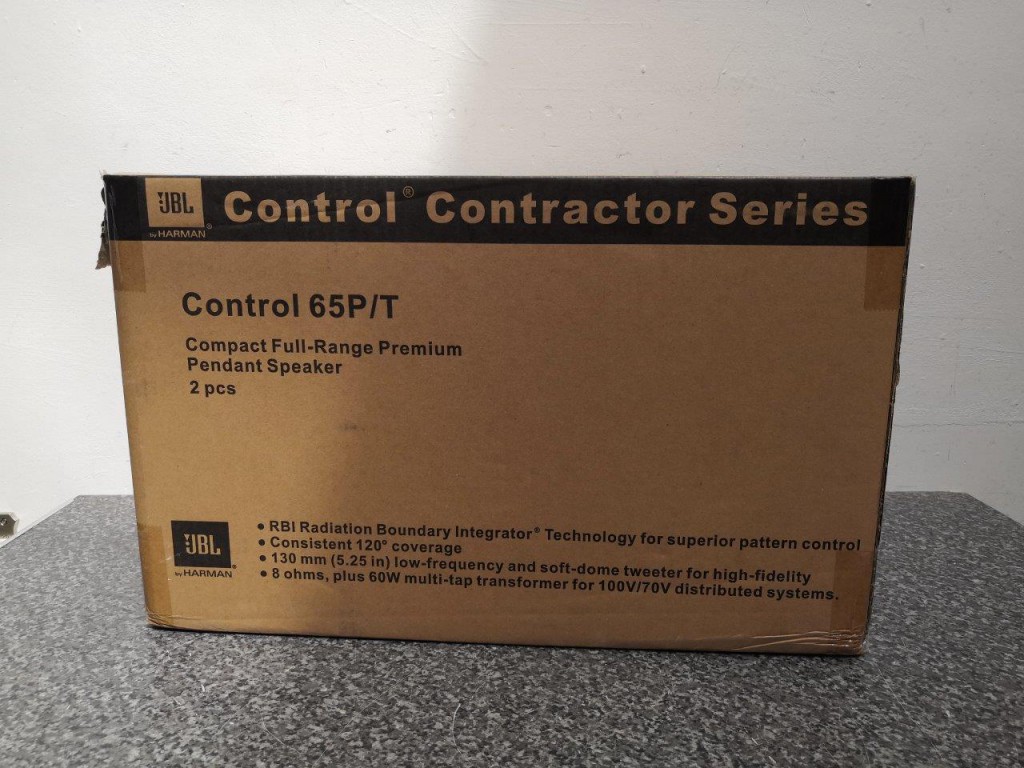 JBL
by HARMAN®
Control® Contractor Series
Control 65P/T
Compact Full-Range Premium
Pendant Speaker
2 pcs
JBL
by HARMAN®
• RBI Radiation Boundary Integrator® Technology for superior pattern control
• Consistent 120° coverage
• 130 mm (5.25 in) low-frequency and soft-dome tweeter for high-fidelity
• 8 ohms, plus 60W multi-tap transformer for 100V/70V distributed systems.